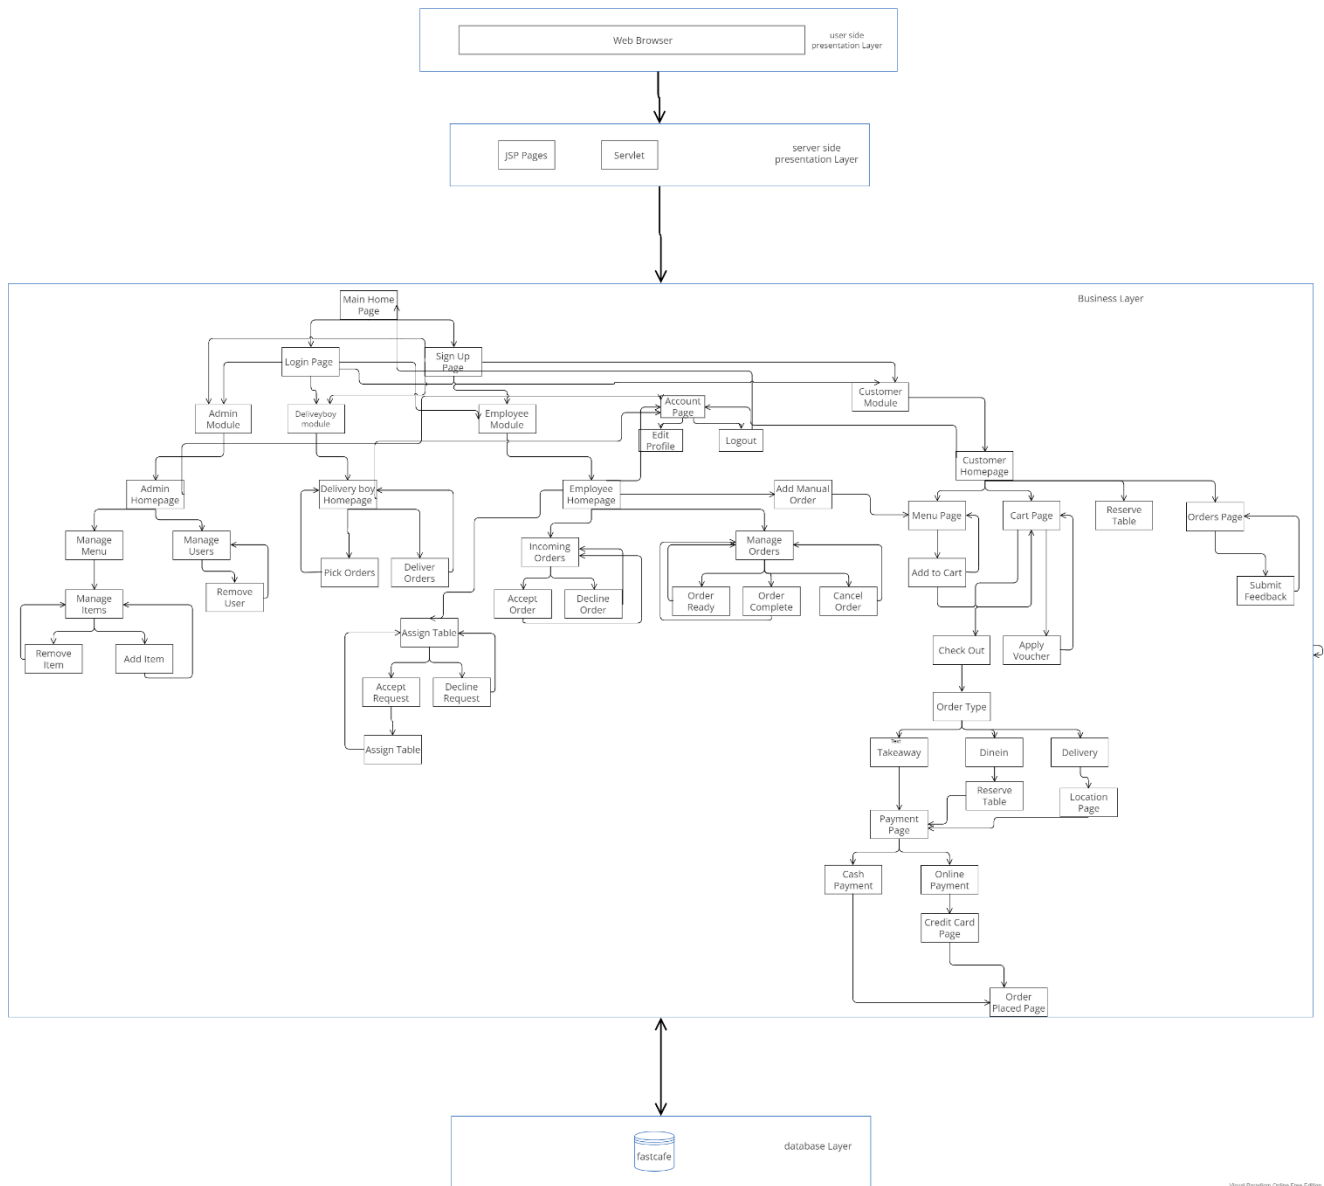 Web Browser
user side
presentation Layer
JSP Pages
Servlet
server side
presentation Layer
Business Layer
Main Home
Page
Login Page
Sign Up
Page
Admin
Module
Deliveyboy
module
Employee
Module
Account
Page
Customer
Module
Edit
Profile
Logout
Admin
Homepage
Delivery boy
Homepage
Employee
Homepage
Add Manual
Order
Customer
Homepage
Menu Page
Cart Page
Reserve
Table
Orders Page
Manage
Menu
Manage
Users
Pick Orders
Deliver
Orders
Incoming
Orders
Manage
Orders
Add to Cart
Submit
Feedback
Manage
Items
Remove
User
Accept
Order
Decline
Order
Order
Ready
Order
Complete
Cancel
Order
Remove
Item
Add Item
Assign Table
Check Out
Apply
Voucher
Accept
Request
Decline
Request
Order Type
Assign Table
Takeaway
Dinein
Delivery
Reserve
Table
Location
Page
Payment
Page
Cash
Payment
Online
Payment
Credit Card
Page
Order
Placed Page
fastcafe
database Layer
Visual Paradigm Online Free Edition